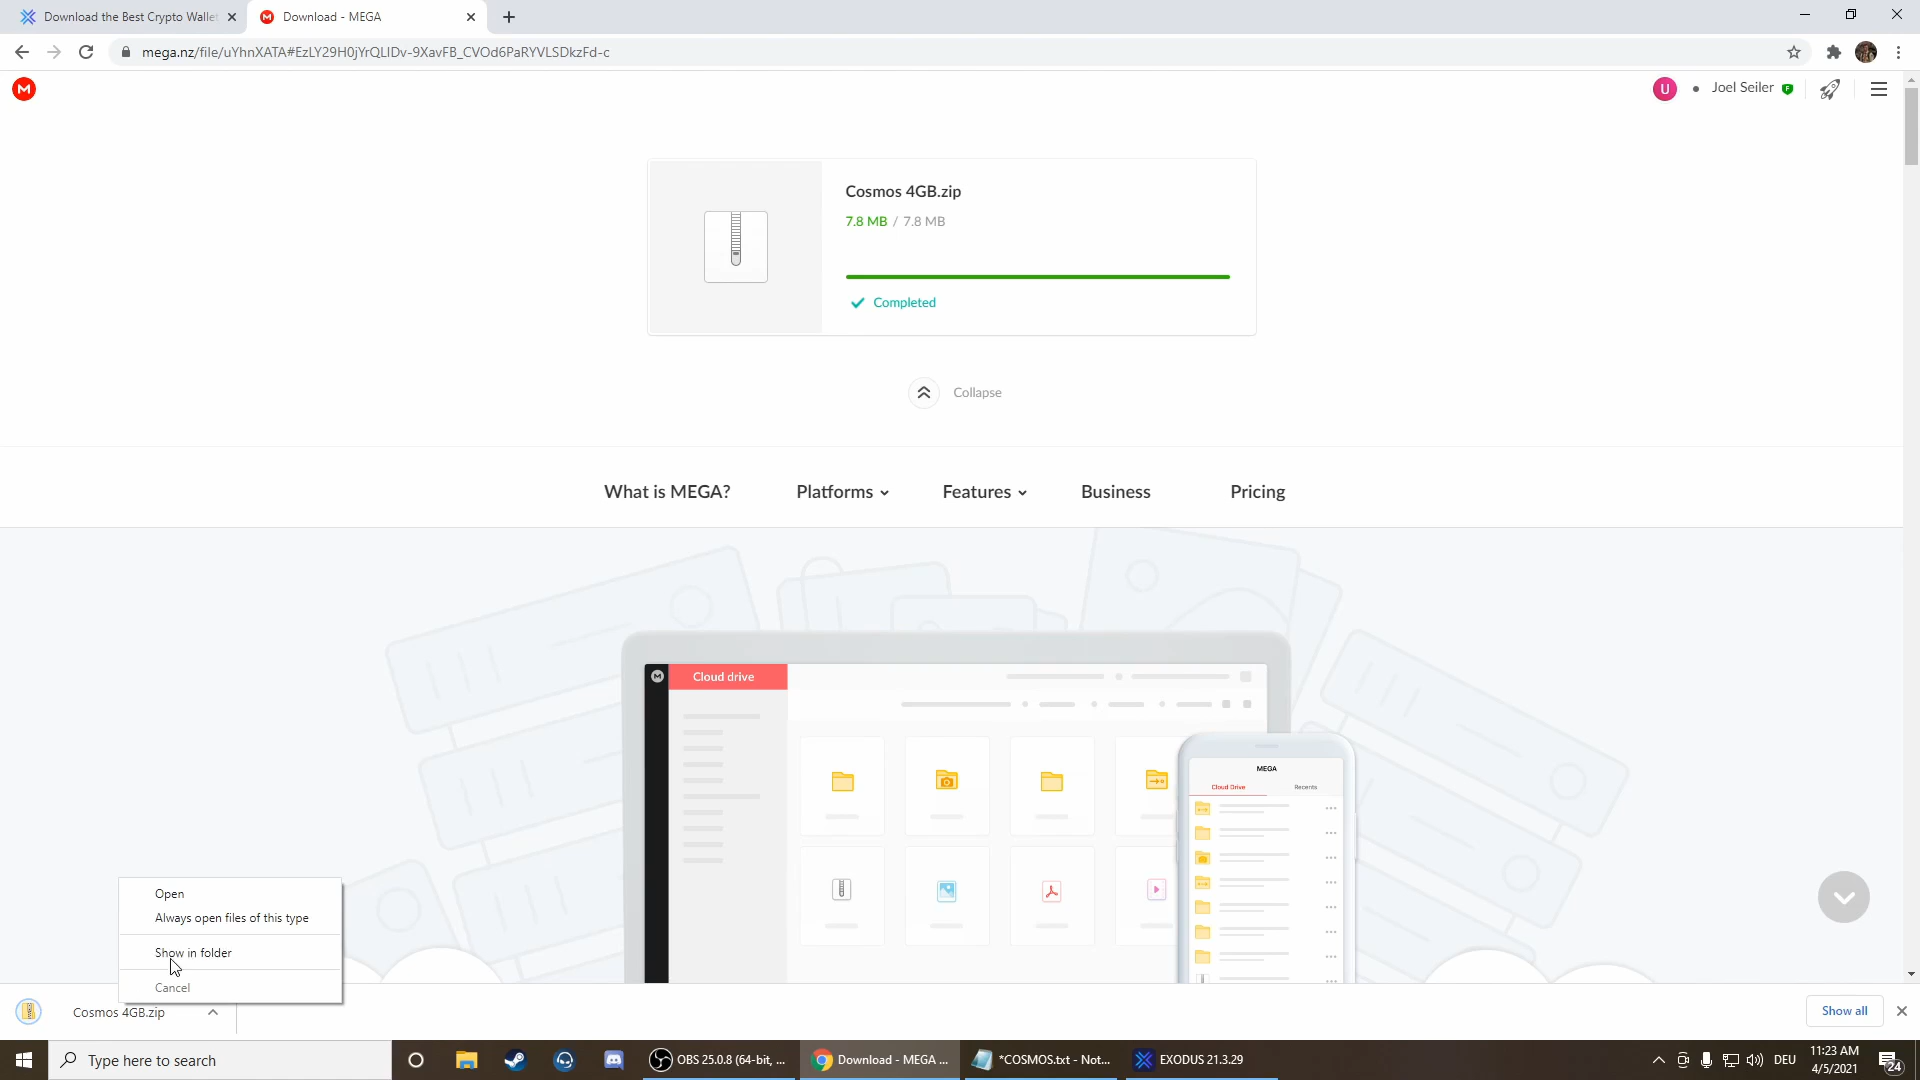 Download the Best Crypto Wallet
Download - MEGA
mega.nz/file/uYhnXATA#EzLY29H0jYrQLlDv-9XavFB_CVOd6PaRYVLSDkzFd-c
M
U
Joel Seiler
F
Cosmos 4GB.zip
7.8 MB / 7.8 MB
Completed
Collapse
What is MEGA?
Platforms
Features
Business
Pricing
M
Cloud drive
MEGA
Cloud Drive
Recents
Open
Always open files of this type
Show in folder
Cancel
Cosmos 4GB.zip
Show all
Type here to search
OBS 25.0.8 (64-bit, ...
Download - MEGA ...
*COSMOS.txt - Not...
EXODUS 21.3.29
DEU
11:23 AM
4/5/2021
24